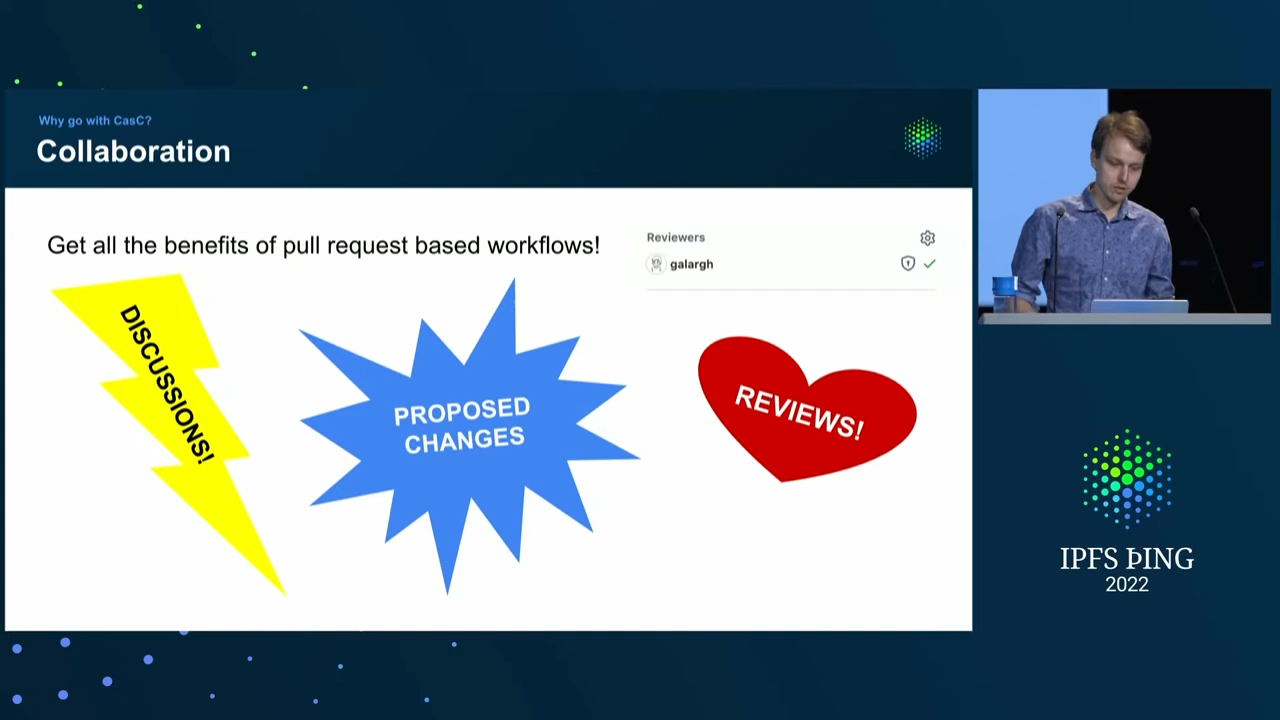 Why go with CasC?
Collaboration
Get all the benefits of pull request based workflows!
Reviewers
galargh
DISCUSSIONS!
PROPOSED
CHANGES
REVIEWS!
IPFS ÞING
2022